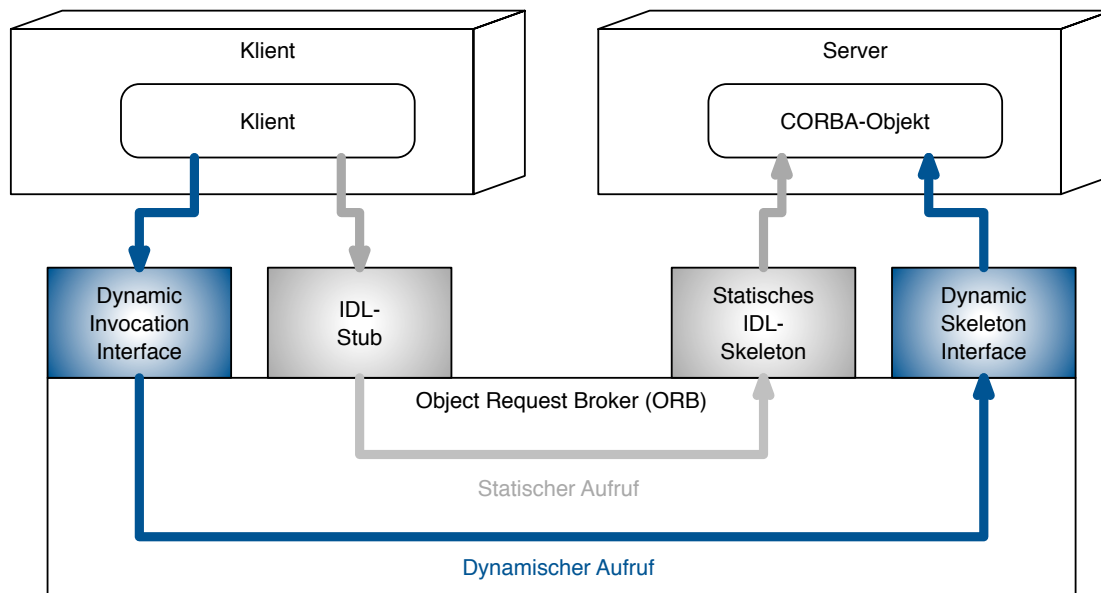 Klient
Server
Klient
CORBA-Objekt
Dynamic
Invocation
Interface
IDL-
Stub
Statisches
IDL-
Skeleton
Dynamic
Skeleton
Interface
Object Request Broker (ORB)
Statischer Aufruf
Dynamischer Aufruf